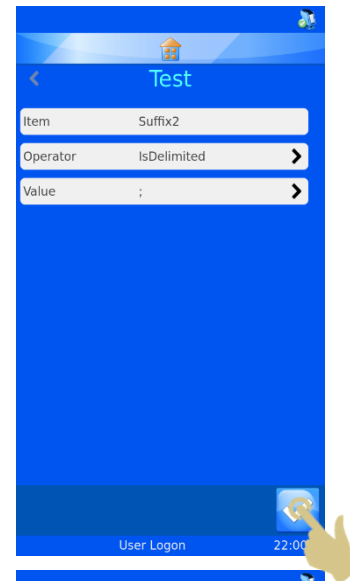 Test
Item Suffix2
Operator IsDelimited
Value ;
User Logon 22:00